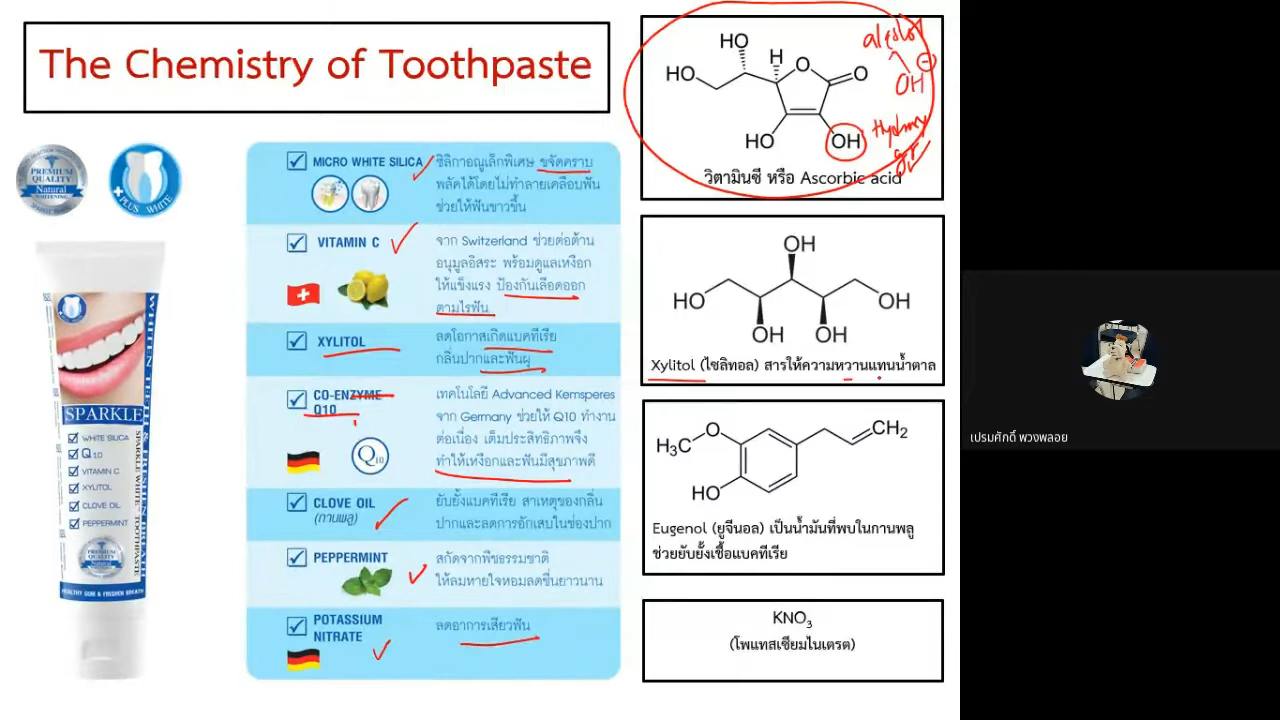 The Chemistry of Toothpaste
PREMIUM
QUALITY
Natural
WHITENING
PLUS WHITE
SPARKLE
WHITE SILICA
Q10
VITAMIN C
XYLITOL
CLOVE OIL
PEPPERMINT
PREMIUM
QUALITY
Natural
SPARKLE WHITE TOOTHPASTE
WHITEN TEETH & FRESHEN BREATH
HEALTHY GUM & FRESHEN BREATH
MICRO WHITE SILICA
ซิลิกาอณูเล็กพิเศษ ขจัดคราบ
พลัคได้โดยไม่ทำลายเคลือบฟัน
ช่วยให้ฟันขาวขึ้น
VITAMIN C
จาก Switzerland ช่วยต่อต้าน
อนุมูลอิสระ พร้อมดูแลเหงือก
ให้แข็งแรง ป้องกันเลือดออก
ตามไรฟัน
XYLITOL
ลดโอกาสเกิดแบคทีเรีย
กลิ่นปากและฟันผุ
CO-ENZYME
Q10
Q10
เทคโนโลยี Advanced Kemsperes
จาก Germany ช่วยให้ Q10 ทำงาน
ต่อเนื่อง เต็มประสิทธิภาพจึง
ทำให้เหงือกและฟันมีสุขภาพดี
CLOVE OIL
(กานพลู)
ยับยั้งแบคทีเรีย สาเหตุของกลิ่น
ปากและลดการอักเสบในช่องปาก
PEPPERMINT
สกัดจากพืชธรรมชาติ
ให้ลมหายใจหอมสดชื่นยาวนาน
POTASSIUM
NITRATE
ลดอาการเสียวฟัน
HO
H
O
O
HO
HO
OH
OH
วิตามินซี หรือ Ascorbic acid
OH
HO
OH
OH
OH
Xylitol (ไซลิทอล) สารให้ความหวานแทนน้ำตาล
O
H₃C
CH₂
HO
Eugenol (ยูจีนอล) เป็นน้ำมันที่พบในกานพลู
ช่วยยับยั้งเชื้อแบคทีเรีย
KNO₃
(โพแทสเซียมไนเตรต)
เปรมศักดิ์ พวงพลอย